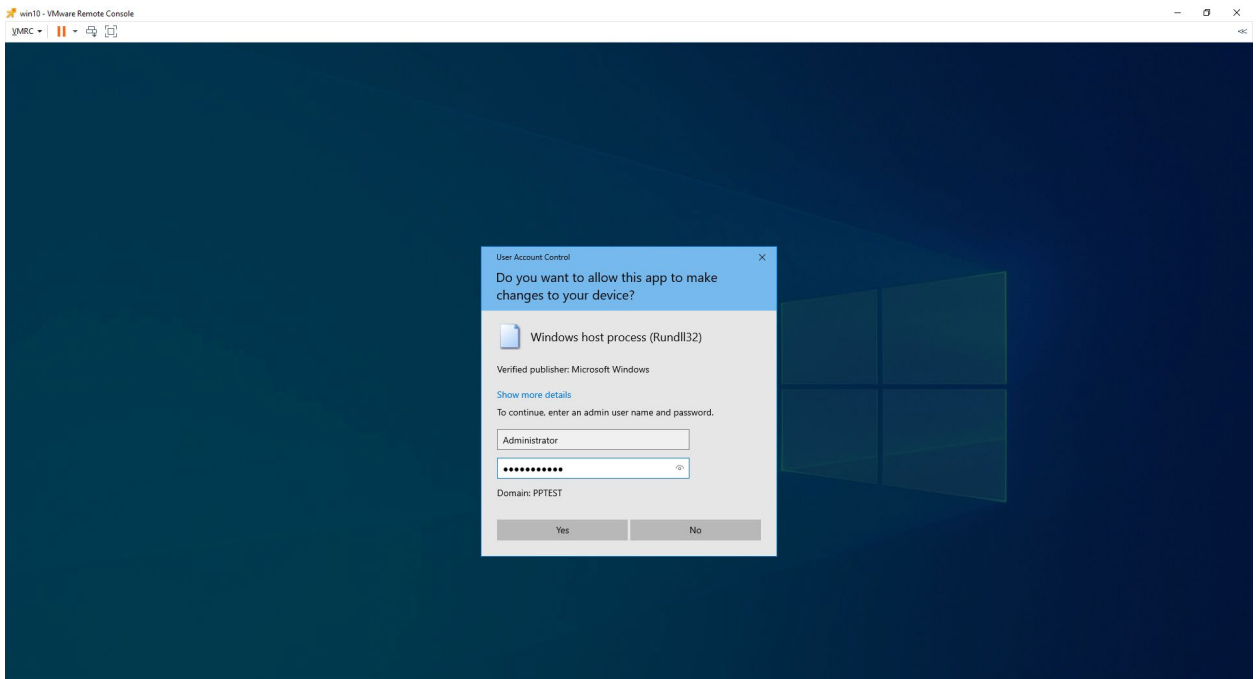 win10 - VMware Remote Console
VMRC
User Account Control
Do you want to allow this app to make
changes to your device?
Windows host process (Rundll32)
Verified publisher: Microsoft Windows
Show more details
To continue, enter an admin user name and password.
Administrator
•••••••••••
Domain: PPTEST
Yes No